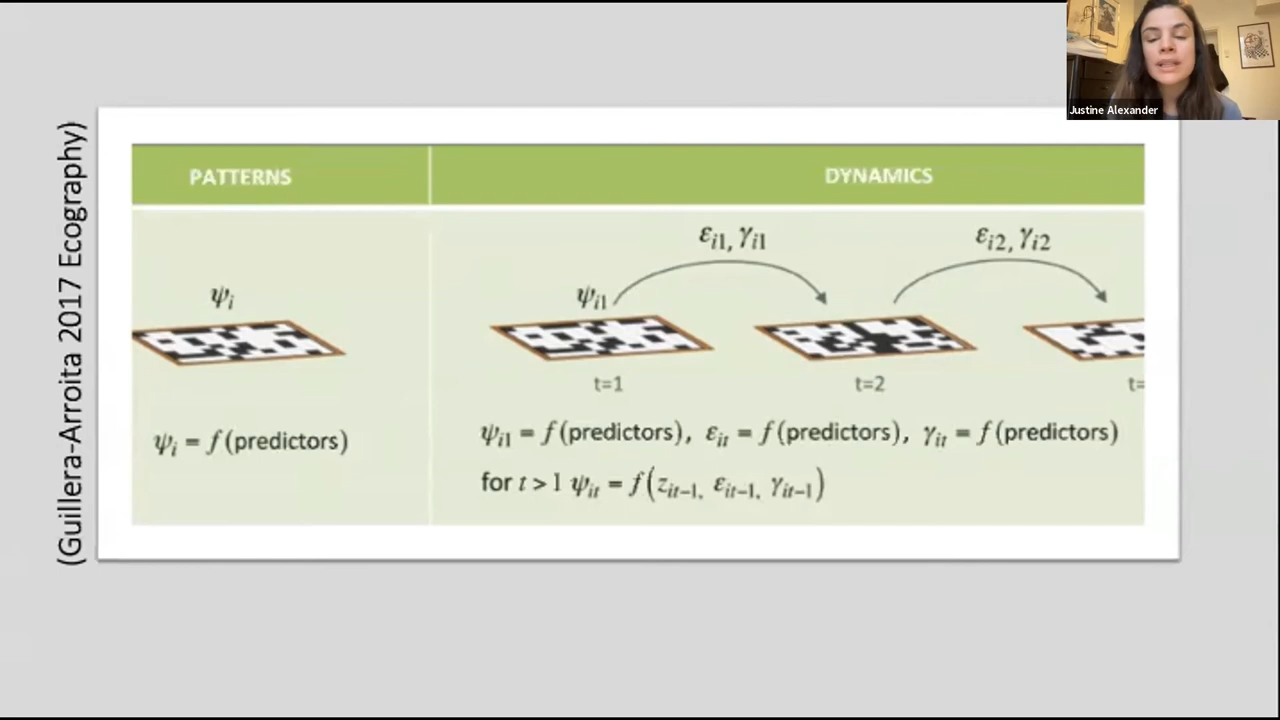 Justine Alexander
(Guillera-Arroita 2017 Ecography)
PATTERNS
DYNAMICS
ψi
ψi1
εi1, γi1
εi2, γi2
t=1
t=2
t=
ψi = f(predictors)
ψi1 = f(predictors), εit = f(predictors), γit = f(predictors)
for t > 1 ψit = f(zit−1, εit−1, γit−1)